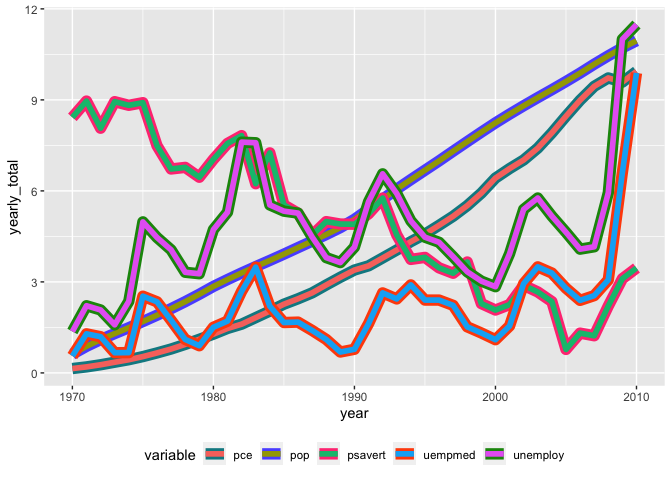 12
9
6
3
0
yearly_total
1970 1980 1990 2000 2010
year
variable pce pop psavert uempmed unemploy